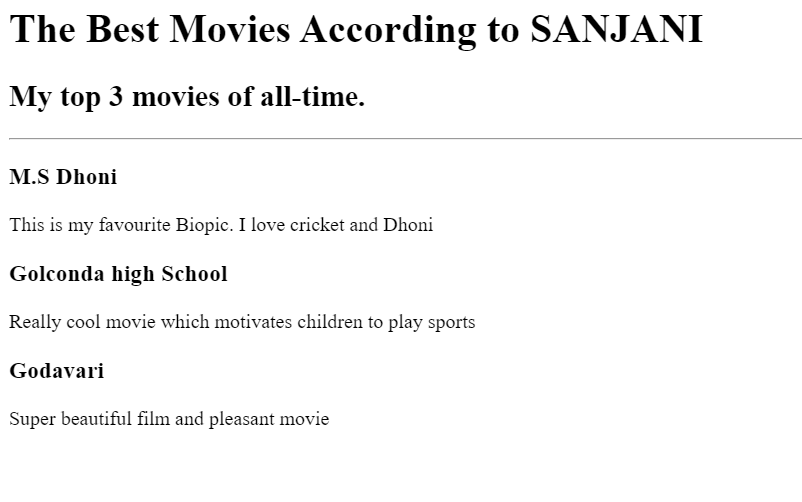 The Best Movies According to SANJANI
My top 3 movies of all-time.
M.S Dhoni
This is my favourite Biopic. I love cricket and Dhoni
Golconda high School
Really cool movie which motivates children to play sports
Godavari
Super beautiful film and pleasant movie